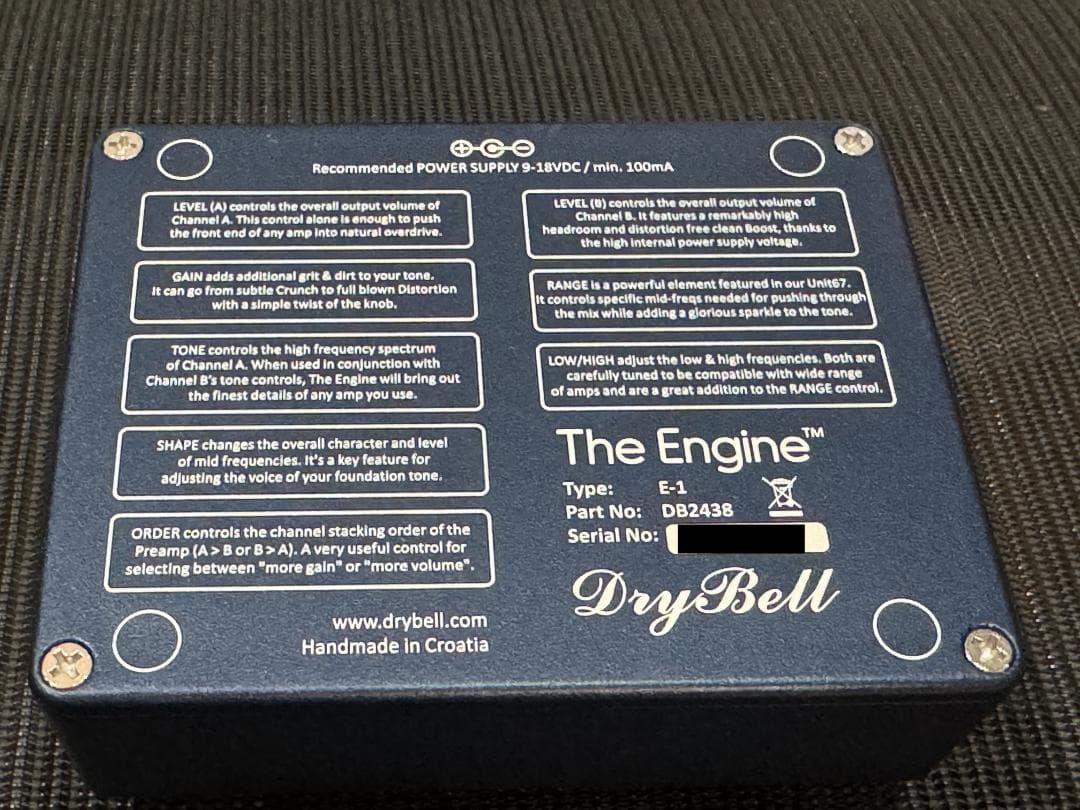 Recommended POWER SUPPLY 9-18VDC / min. 100mA
LEVEL (A) controls the overall output volume of
Channel A. This control alone is enough to push
the front end of any amp into natural overdrive.
GAIN adds additional grit & dirt to your tone.
It can go from subtle Crunch to full blown Distortion
with a simple twist of the knob.
TONE controls the high frequency spectrum
of Channel A. When used in conjunction with
Channel B's tone controls, The Engine will bring out
the finest details of any amp you use.
SHAPE changes the overall character and level
of mid frequencies. It's a key feature for
adjusting the voice of your foundation tone.
ORDER controls the channel stacking order of the
Preamp (A > B or B > A). A very useful control for
selecting between "more gain" or "more volume".
www.drybell.com
Handmade in Croatia
LEVEL (B) controls the overall output volume of
Channel B. It features a remarkably high
headroom and distortion free clean Boost, thanks to
the high internal power supply voltage.
RANGE is a powerful element featured in our Unit67.
It controls specific mid-freqs needed for pushing through
the mix while adding a glorious sparkle to the tone.
LOW/HIGH adjust the low & high frequencies. Both are
carefully tuned to be compatible with wide range
of amps and are a great addition to the RANGE control.
The Engine™
Type: E-1
Part No: DB2438
Serial No:
DryBell